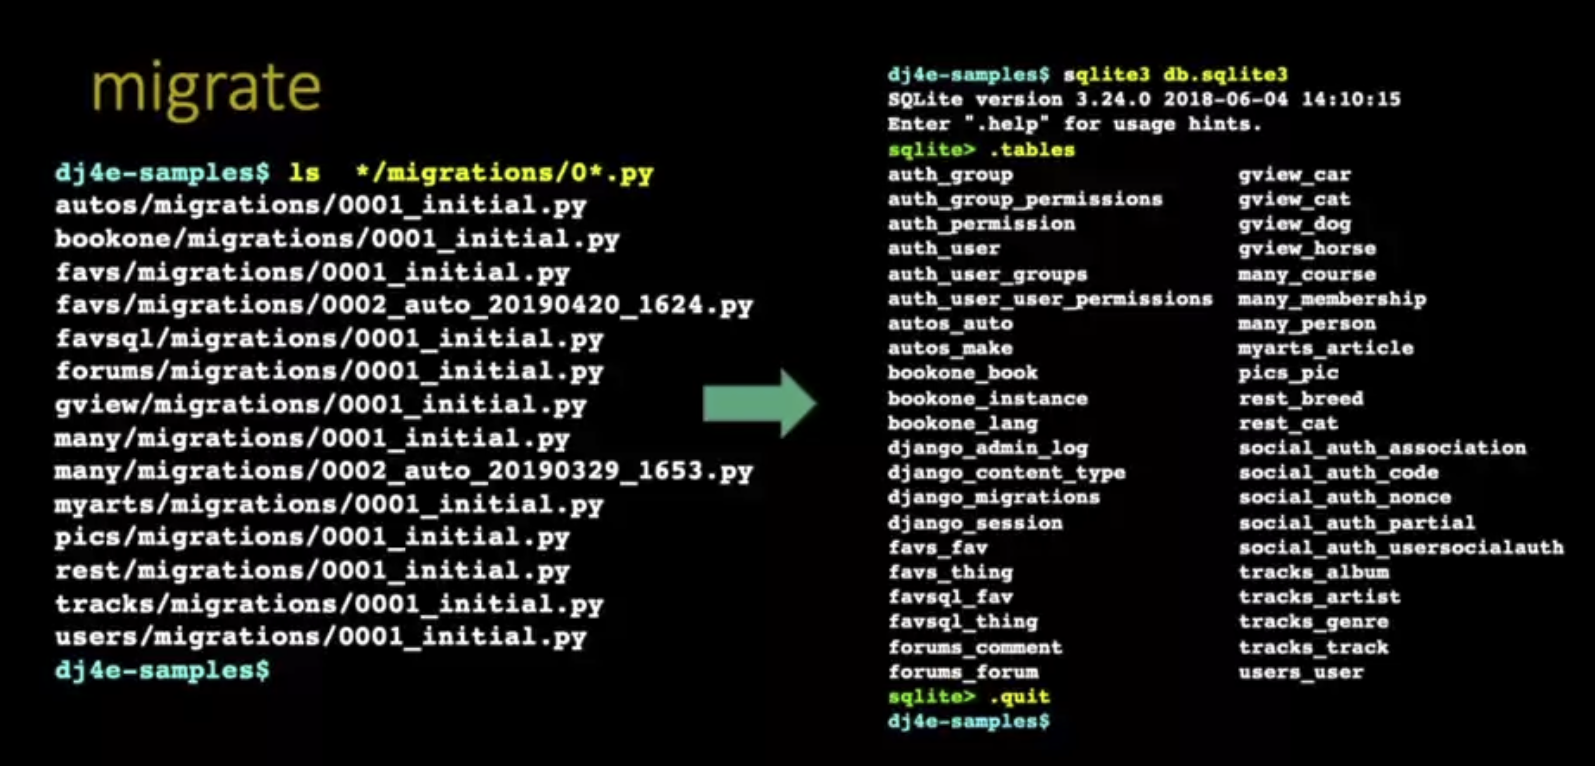 migrate
dj4e-samples$ ls  */migrations/0*.py
autos/migrations/0001_initial.py
bookone/migrations/0001_initial.py
favs/migrations/0001_initial.py
favs/migrations/0002_auto_20190420_1624.py
favsql/migrations/0001_initial.py
forums/migrations/0001_initial.py
gview/migrations/0001_initial.py
many/migrations/0001_initial.py
many/migrations/0002_auto_20190329_1653.py
myarts/migrations/0001_initial.py
pics/migrations/0001_initial.py
rest/migrations/0001_initial.py
tracks/migrations/0001_initial.py
users/migrations/0001_initial.py
dj4e-samples$
dj4e-samples$ sqlite3 db.sqlite3
SQLite version 3.24.0 2018-06-04 14:10:15
Enter ".help" for usage hints.
sqlite> .tables
auth_group gview_car
auth_group_permissions gview_cat
auth_permission gview_dog
auth_user gview_horse
auth_user_groups many_course
auth_user_user_permissions many_membership
autos_auto many_person
autos_make myarts_article
bookone_book pics_pic
bookone_instance rest_breed
bookone_lang rest_cat
django_admin_log social_auth_association
django_content_type social_auth_code
django_migrations social_auth_nonce
django_session social_auth_partial
favs_fav social_auth_usersocialauth
favs_thing tracks_album
favsql_fav tracks_artist
favsql_thing tracks_genre
forums_comment tracks_track
forums_forum users_user
sqlite> .quit
dj4e-samples$